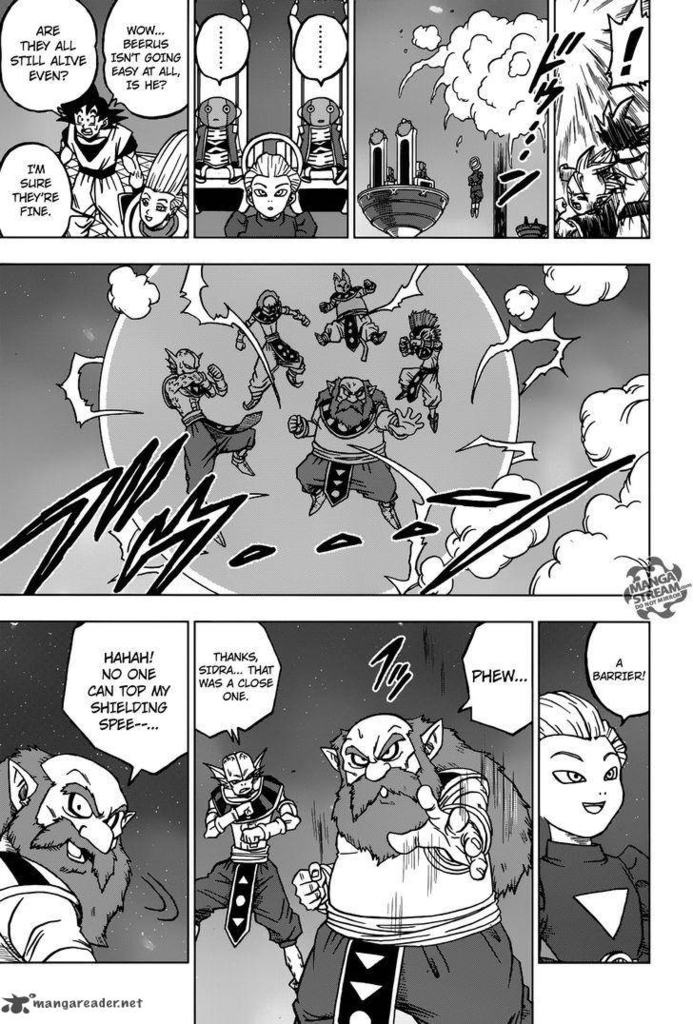 !
......
......
WOW...
BEERUS
ISN'T GOING
EASY AT ALL,
IS HE?
ARE
THEY ALL
STILL ALIVE
EVEN?
I'M
SURE
THEY'RE
FINE.
MANGA
STREAM
.COM
DO NOT MIRROR
A
BARRIER!
PHEW...
THANKS,
SIDRA... THAT
WAS A CLOSE
ONE.
HAHAH!
NO ONE
CAN TOP MY
SHIELDING
SPEE--...
mangareader.net